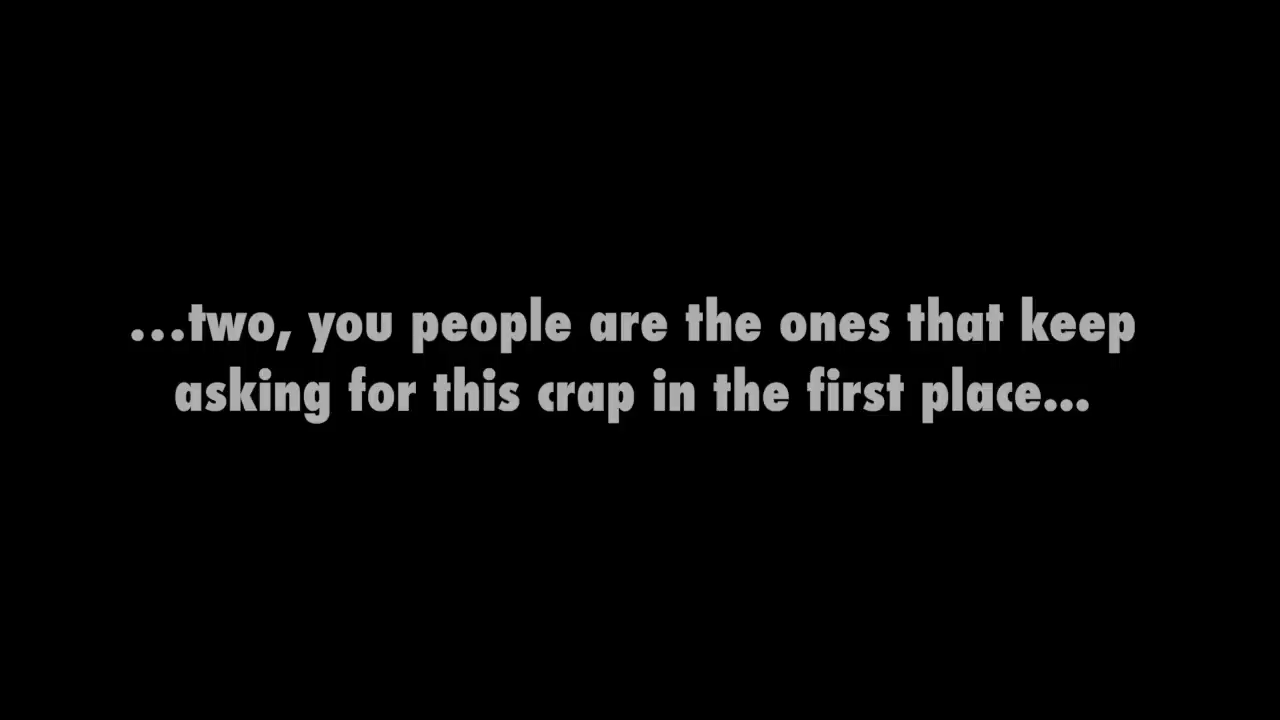 ...two, you people are the ones that keep
asking for this crap in the first place...